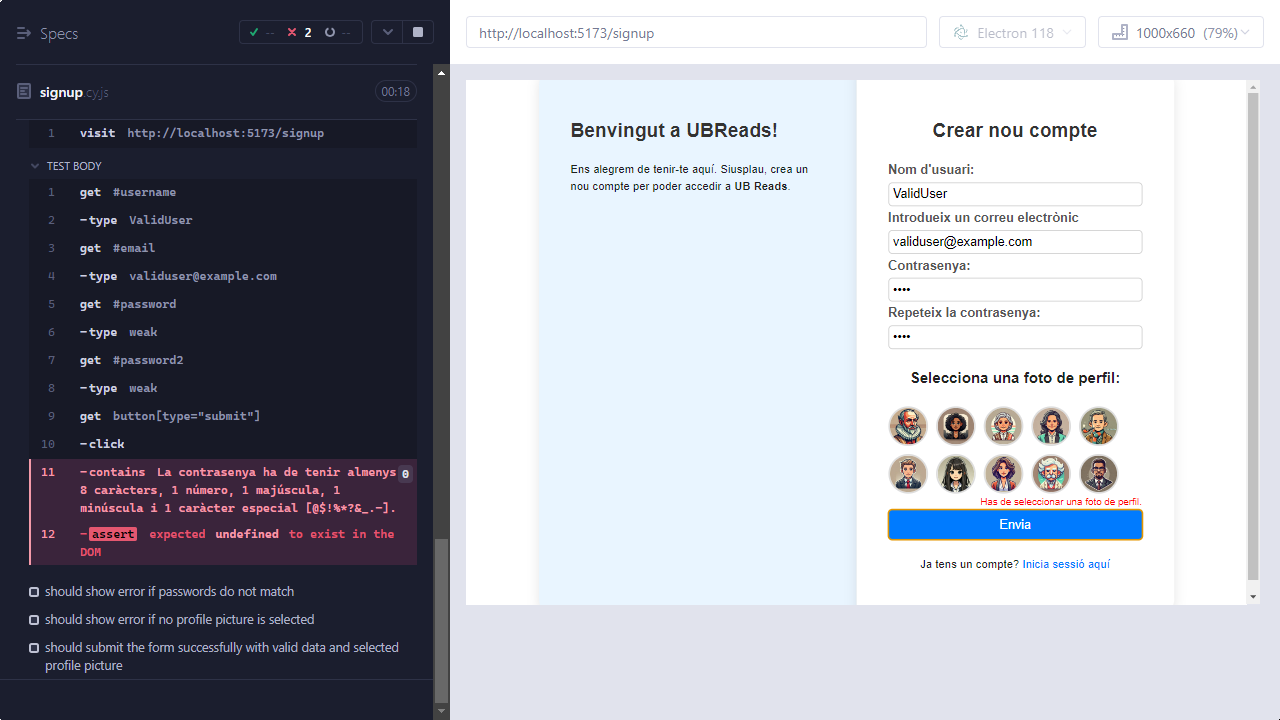 Specs
-- 2 --
signup.cy.js 00:18
1 visit http://localhost:5173/signup
TEST BODY
1 get #username
2 -type ValidUser
3 get #email
4 -type validuser@example.com
5 get #password
6 -type weak
7 get #password2
8 -type weak
9 get button[type="submit"]
10 -click
11 -contains La contrasenya ha de tenir almenys 0
8 caràcters, 1 número, 1 majúscula, 1
minúscula i 1 caràcter especial [@$!%*?&_.-].
12 -assert expected undefined to exist in the
DOM
should show error if passwords do not match
should show error if no profile picture is selected
should submit the form successfully with valid data and selected
profile picture
http://localhost:5173/signup
Electron 118
1000x660 (79%)
Benvingut a UBReads!
Ens alegrem de tenir-te aquí. Siusplau, crea un
nou compte per poder accedir a UB Reads.
Crear nou compte
Nom d'usuari:
ValidUser
Introdueix un correu electrònic
validuser@example.com
Contrasenya:
••••
Repeteix la contrasenya:
••••
Selecciona una foto de perfil:
Has de seleccionar una foto de perfil.
Envia
Ja tens un compte? Inicia sessió aquí